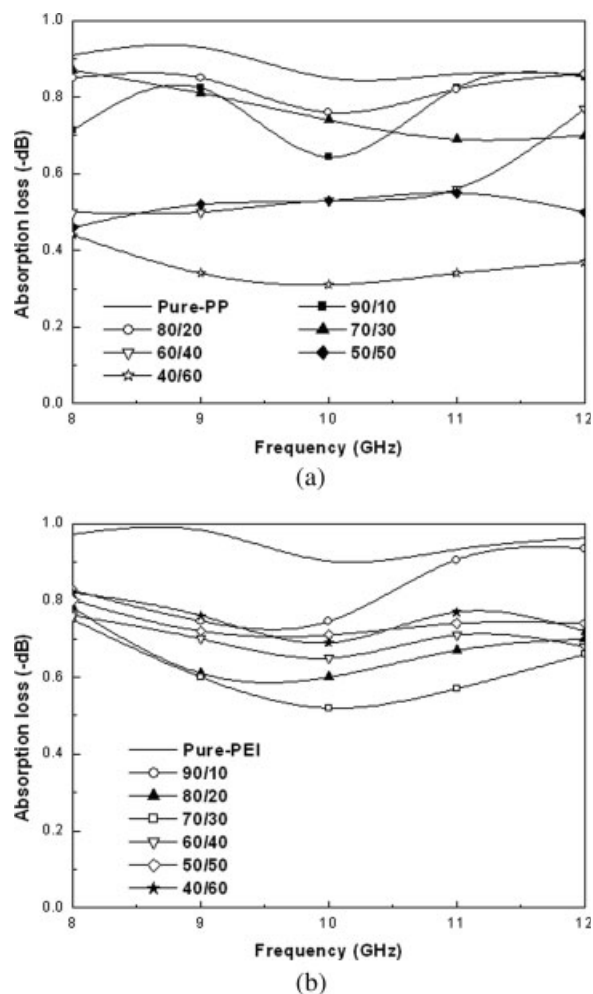 (a)
1.0
0.8
0.6
0.4
0.2
0.0
Absorption loss (-dB)
Pure-PP
90/10
80/20
70/30
60/40
50/50
40/60
8 9 10 11 12
Frequency (GHz)
(a)
1.0
0.8
0.6
0.4
0.2
0.0
Absorption loss (-dB)
Pure-PEI
90/10
80/20
70/30
60/40
50/50
40/60
8 9 10 11 12
Frequency (GHz)
(b)